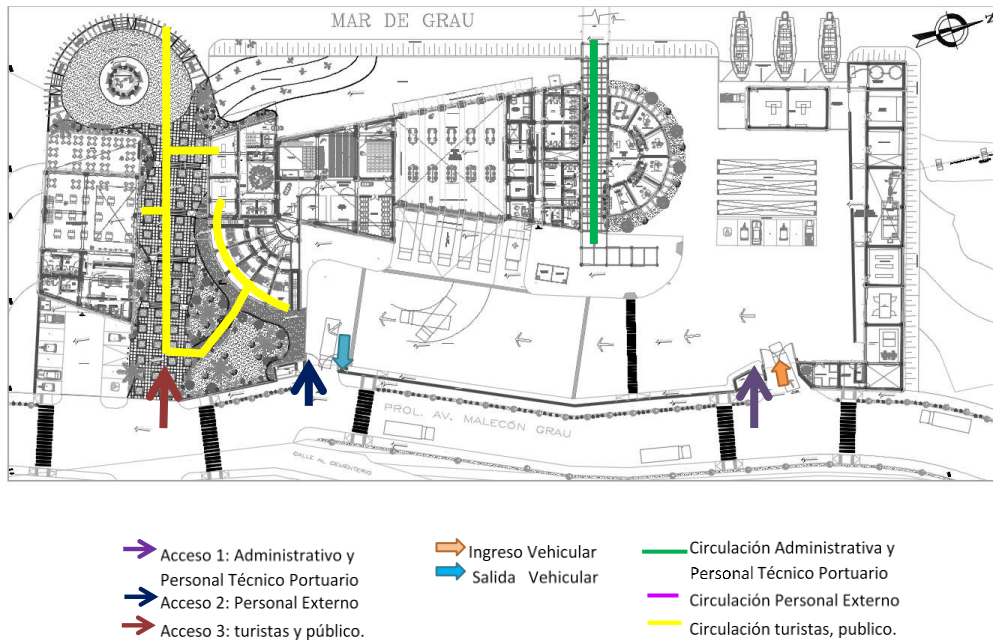 MAR DE GRAU
N
PROL. AV. MALECÓN GRAU
CALLE AL CEMENTERIO
Acceso 1: Administrativo y
Personal Técnico Portuario
Acceso 2: Personal Externo
Acceso 3: turistas y público.
Ingreso Vehicular
Salida Vehicular
Circulación Administrativa y
Personal Técnico Portuario
Circulación Personal Externo
Circulación turistas, publico.